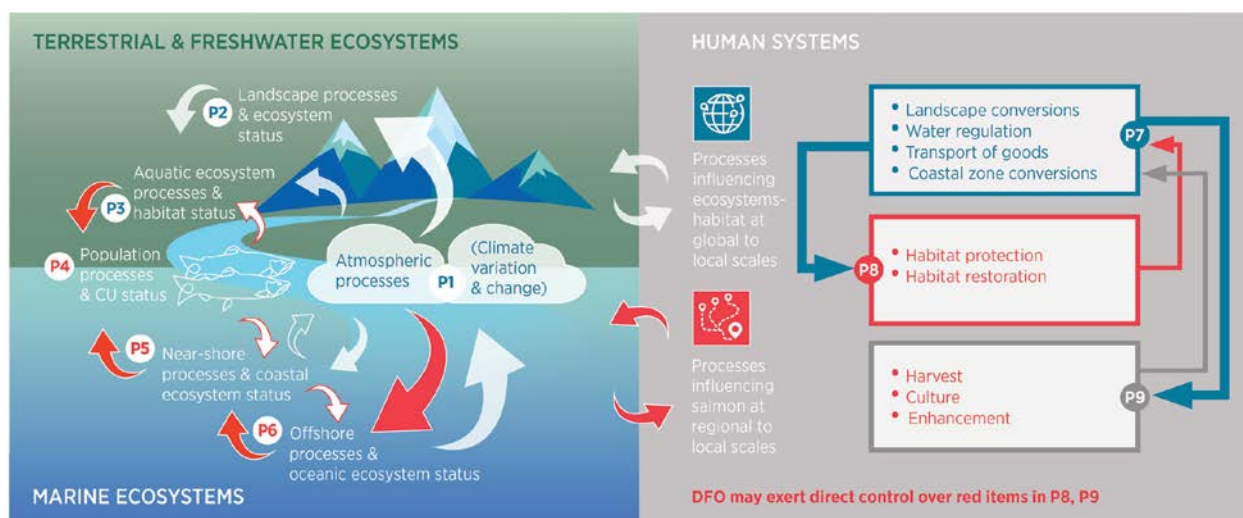 TERRESTRIAL & FRESHWATER ECOSYSTEMS
P2
Landscape processes
& ecosystem
status
Aquatic ecosystem
processes &
habitat status
P3
P4
Population
processes
& CU status
Atmospheric
processes
P1
(Climate
variation
& change)
P5
Near-shore
processes & coastal
ecosystem status
P6
Offshore
processes &
oceanic ecosystem status
MARINE ECOSYSTEMS
HUMAN SYSTEMS
Processes
influencing
ecosystems-
habitat at
global to
local scales
Processes
influencing
salmon at
regional to
local scales
• Landscape conversions
• Water regulation
• Transport of goods
• Coastal zone conversions
P7
P8
• Habitat protection
• Habitat restoration
• Harvest
• Culture
• Enhancement
P9
DFO may exert direct control over red items in P8, P9